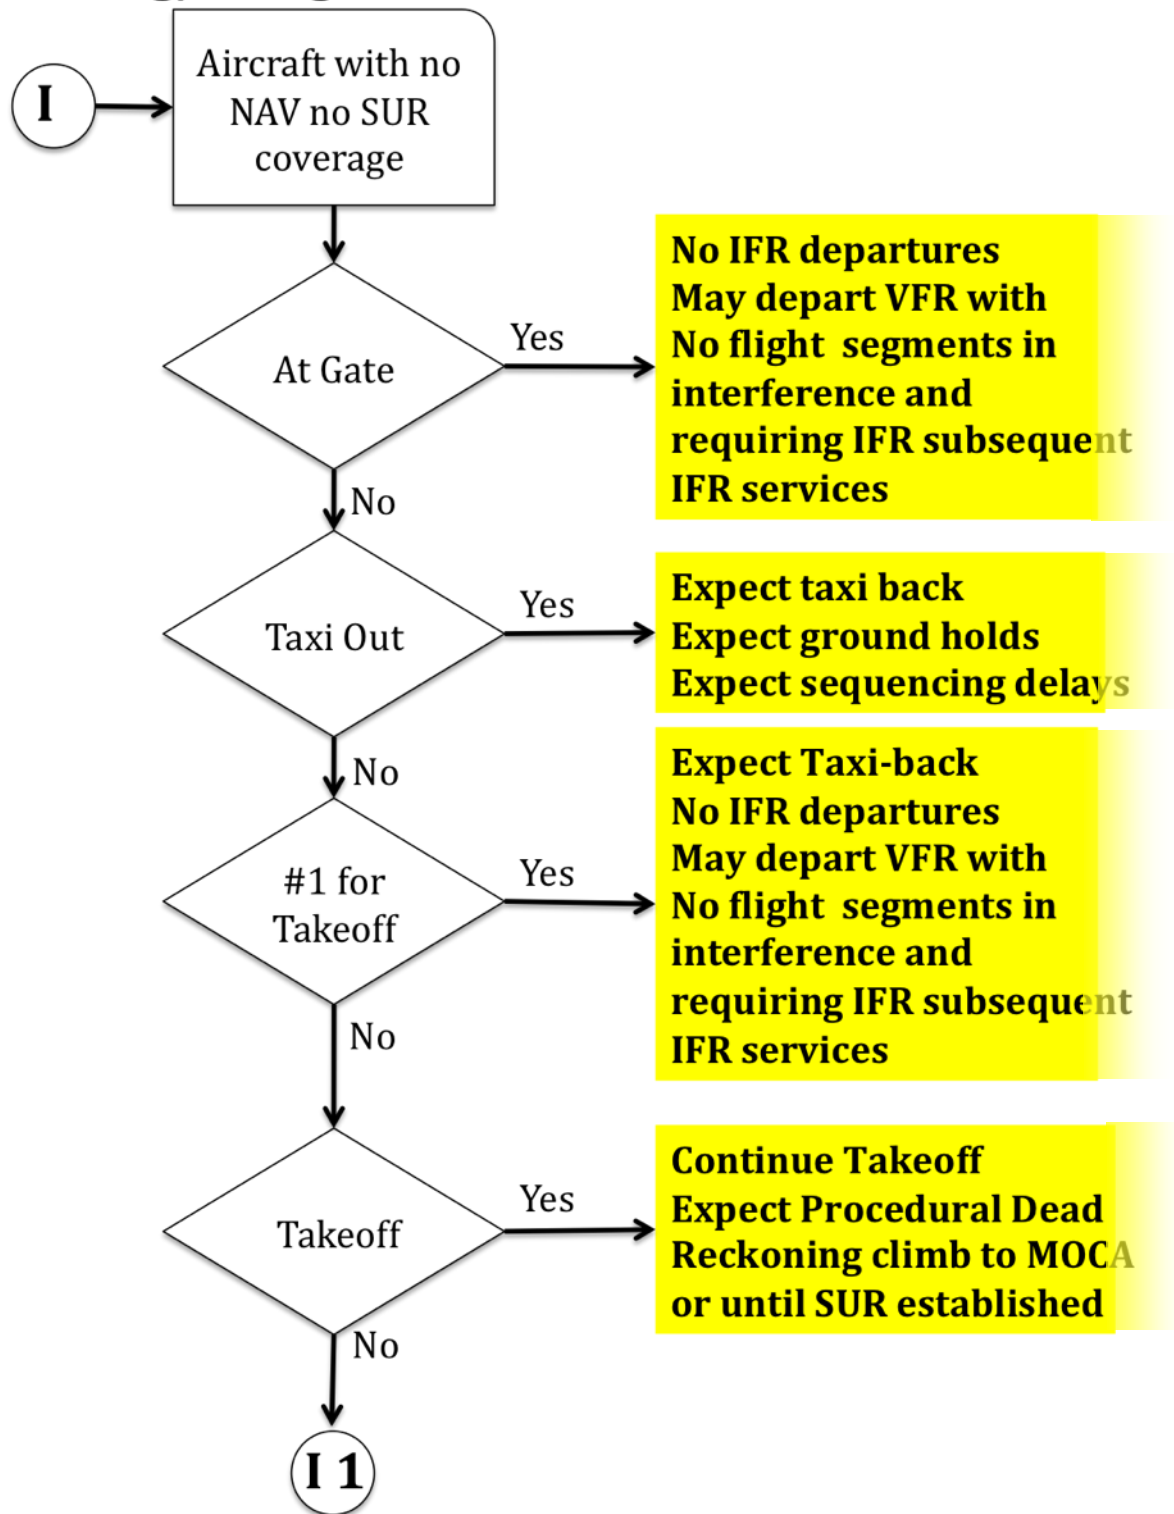 I
Aircraft with no
NAV no SUR
coverage
At Gate
Yes
No IFR departures
May depart VFR with
No flight segments in
interference and
requiring IFR subsequent
IFR services
No
Taxi Out
Yes
Expect taxi back
Expect ground holds
Expect sequencing delays
No
#1 for
Takeoff
Yes
Expect Taxi-back
No IFR departures
May depart VFR with
No flight segments in
interference and
requiring IFR subsequent
IFR services
No
Takeoff
Yes
Continue Takeoff
Expect Procedural Dead
Reckoning climb to MOCA
or until SUR established
No
I 1